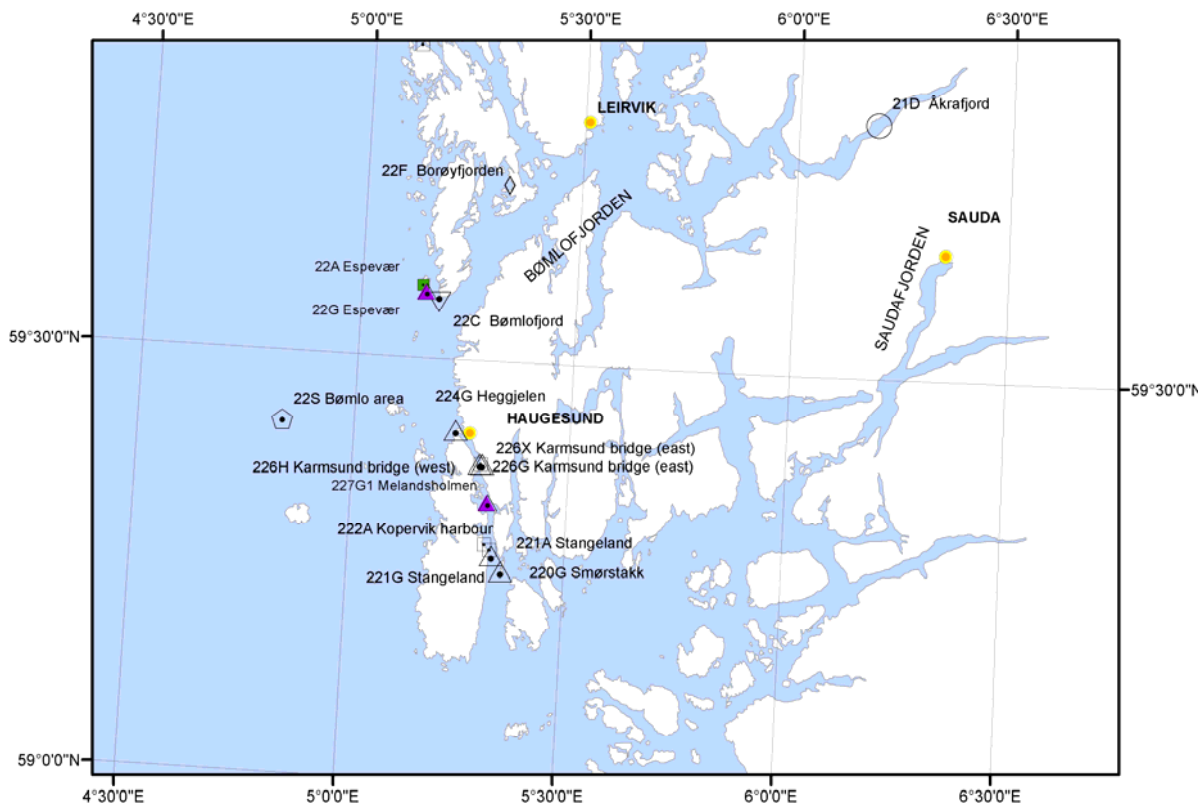 4°30'0"E 5°00'0"E 5°30'0"E 6°00'0"E 6°30'0"E
21D Åkrafjord
LEIRVIK
22F Borøyfjorden
SAUDA
BØMLOFJORDEN
SAUDAFJORDEN
22A Espevær
22G Espevær
22C Bømlofjord
59°30'0"N
59°30'0"N
22S Bømlo area
224G Heggjelen
HAUGESUND
226X Karmsund bridge (east)
226H Karmsund bridge (west)
226G Karmsund bridge (east)
227G1 Melandsholmen
222A Kopervik harbour
221A Stangeland
221G Stangeland
220G Smørstakk
59°0'0"N
4°30'0"E 5°00'0"E 5°30'0"E 6°00'0"E 6°30'0"E